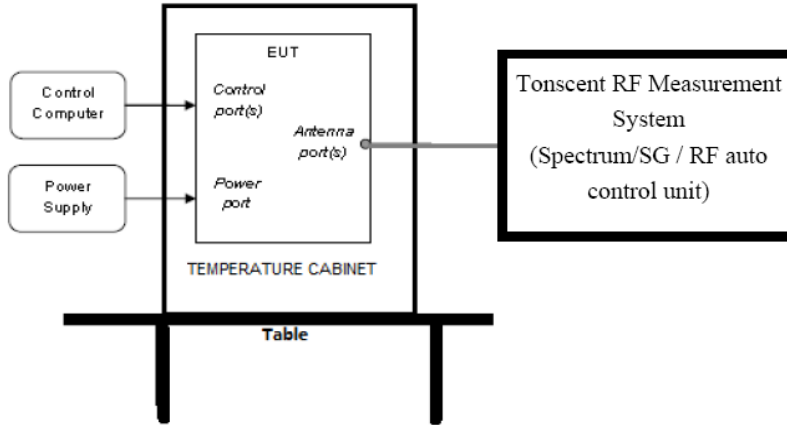 EUT
Control
Computer
Control
port(s)
Antenna
port(s)
Power
Supply
Power
port
TEMPERATURE CABINET
Table
Tonscent RF Measurement
System
(Spectrum/SG / RF auto
control unit)